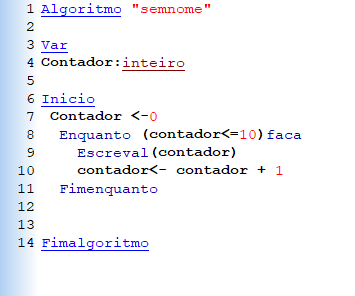 1 Algoritmo "semnome"
2
3 Var
4 Contador:inteiro
5
6 Inicio
7 Contador <-0
8 Enquanto (contador<=10)faca
9 Escreval(contador)
10 contador<- contador + 1
11 Fimenquanto
12
13
14 Fimalgoritmo